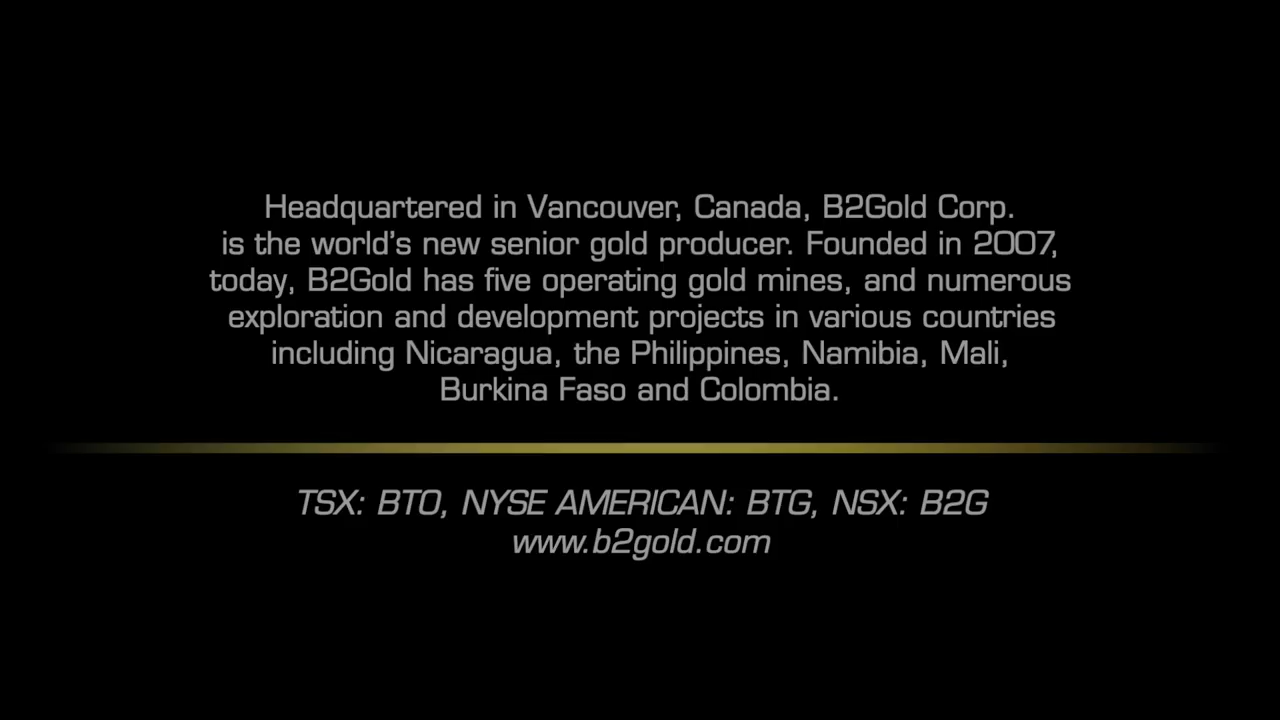 Headquartered in Vancouver, Canada, B2Gold Corp.
is the world's new senior gold producer. Founded in 2007,
today, B2Gold has five operating gold mines, and numerous
exploration and development projects in various countries
including Nicaragua, the Philippines, Namibia, Mali,
Burkina Faso and Colombia.
TSX: BTO, NYSE AMERICAN: BTG, NSX: B2G
www.b2gold.com